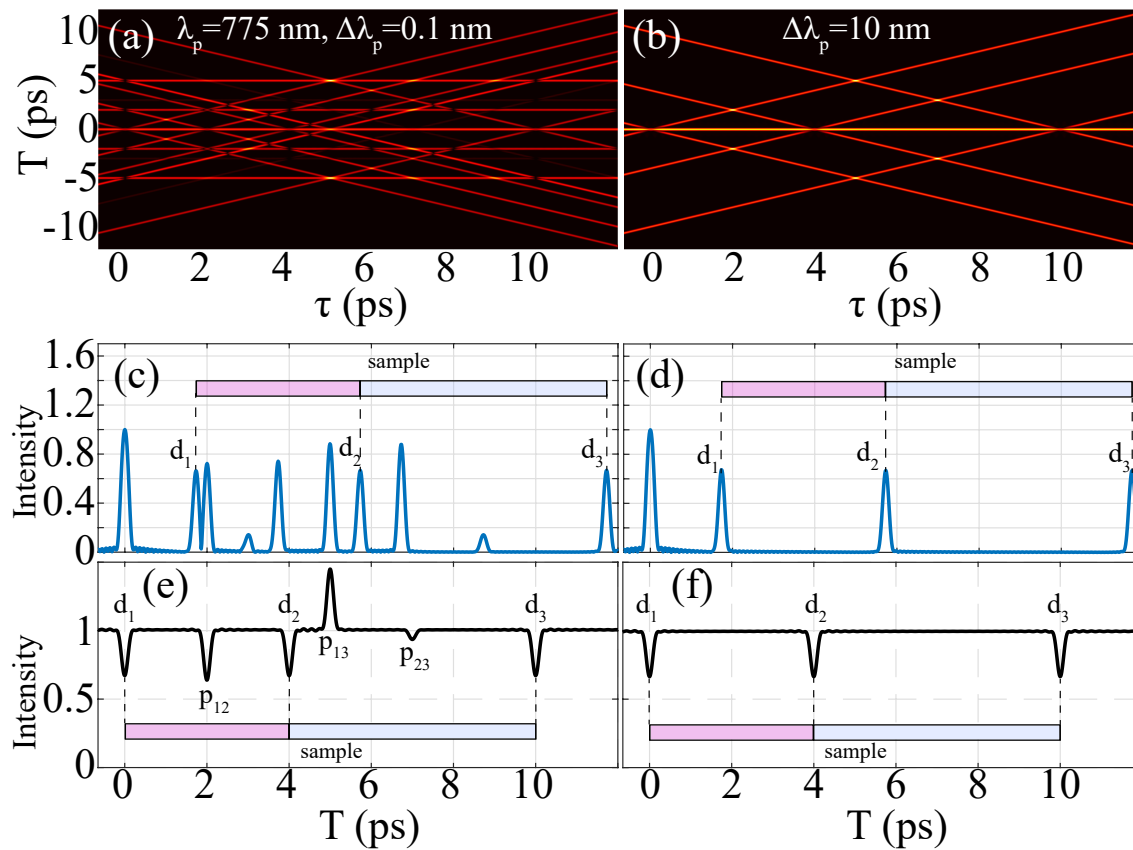 (a) λp=775 nm, Δλp=0.1 nm
(b) Δλp=10 nm
T (ps)
10
5
0
-5
-10
0 2 4 6 8 10
τ (ps)
0 2 4 6 8 10
τ (ps)
(c) sample
d1 d2 d3
Intensity
1.6
1.2
0.8
0.4
0
(d) sample
d1 d2 d3
(e)
d1 d2 d3
p12 p13 p23
sample
Intensity
1
0.5
0
0 2 4 6 8 10
T (ps)
(f)
d1 d2 d3
sample
0 2 4 6 8 10
T (ps)